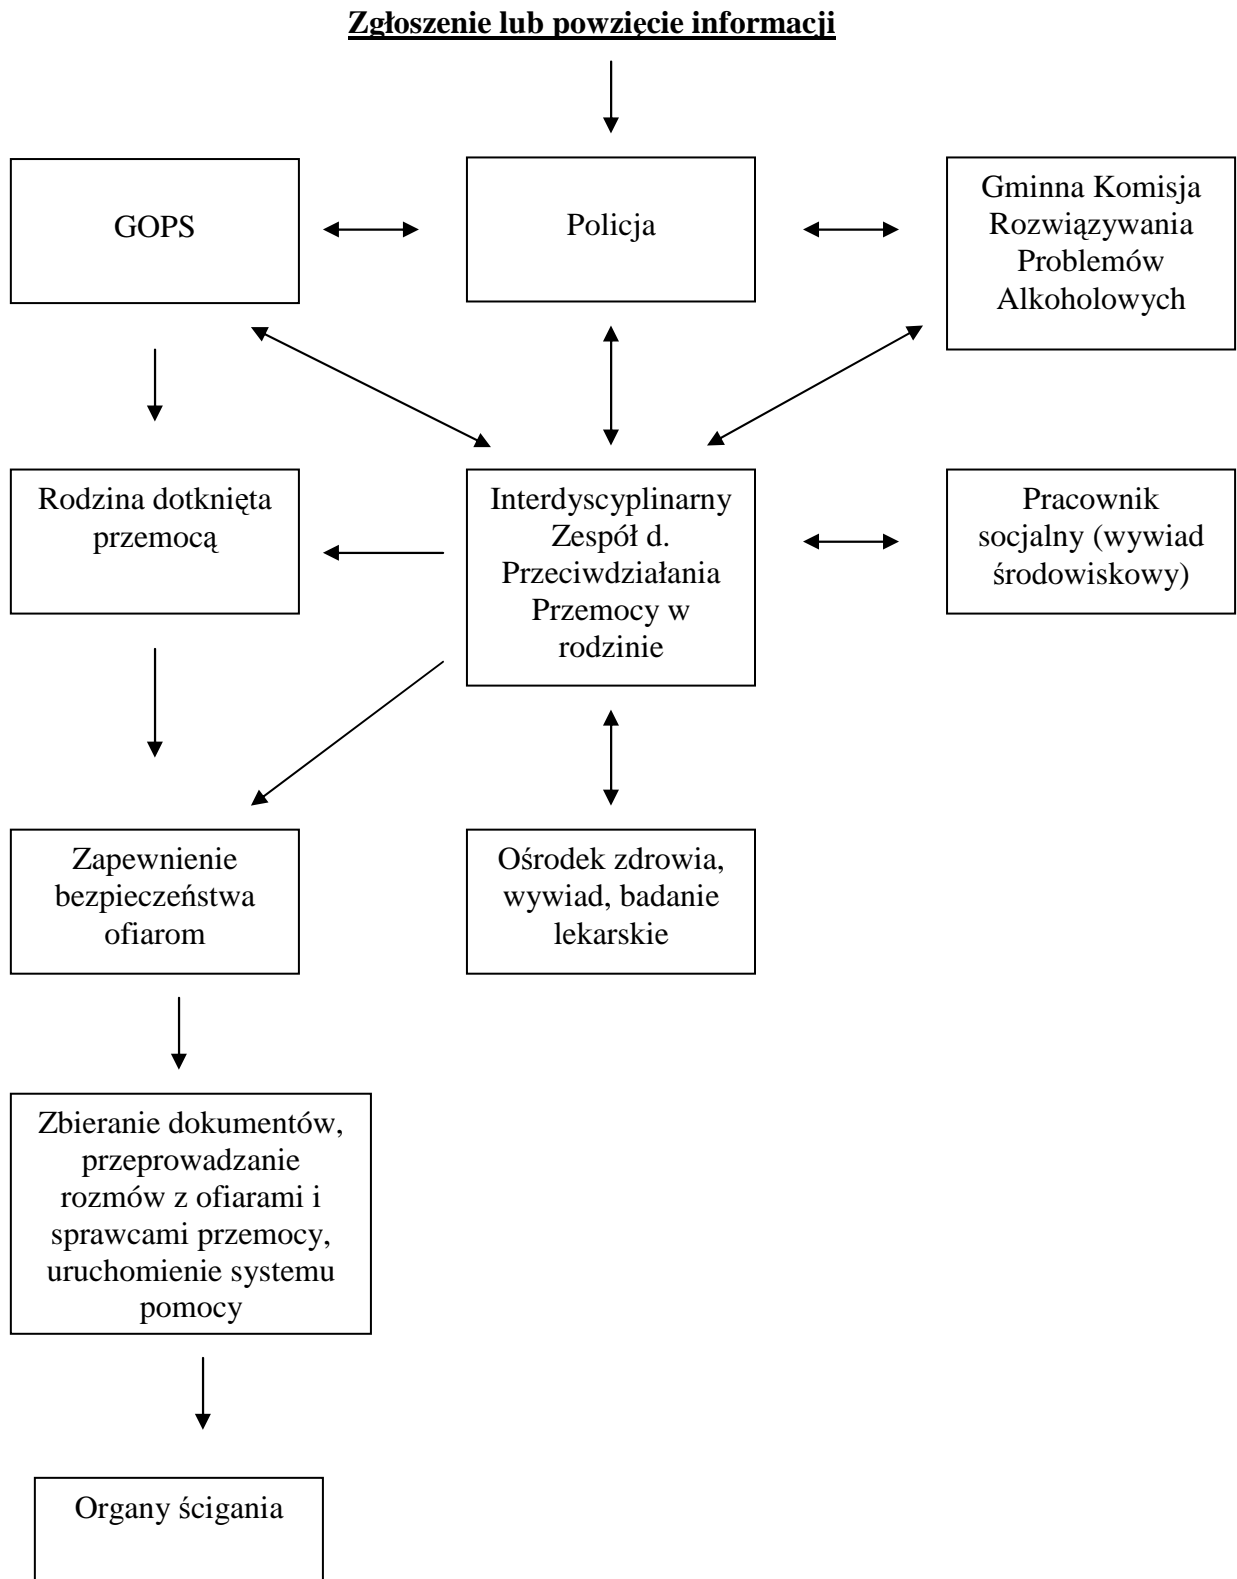 Zgłoszenie lub powzięcie informacji
GOPS
Policja
Gminna Komisja
Rozwiązywania
Problemów
Alkoholowych
Rodzina dotknięta
przemocą
Interdyscyplinarny
Zespół d.
Przeciwdziałania
Przemocy w
rodzinie
Pracownik
socjalny (wywiad
środowiskowy)
Zapewnienie
bezpieczeństwa
ofiarom
Ośrodek zdrowia,
wywiad, badanie
lekarskie
Zbieranie dokumentów,
przeprowadzanie
rozmów z ofiarami i
sprawcami przemocy,
uruchomienie systemu
pomocy
Organy ścigania